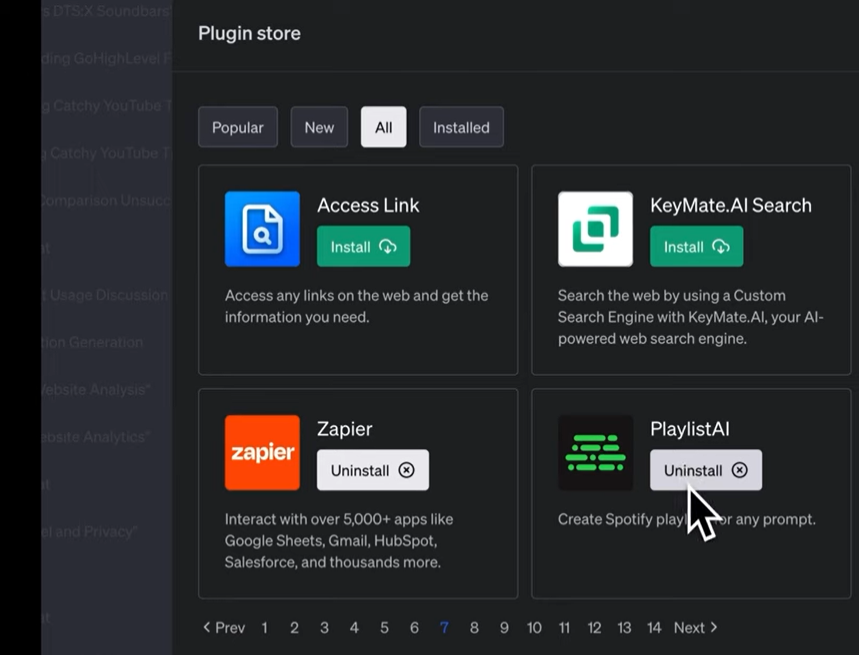 s DTS:X Soundbars"
ding GoHighLevel F
g Catchy YouTube T
g Catchy YouTube T
Comparison Unsucc
nt
t Usage Discussion
tion Generation
Website Analysis"
ebsite Analytics"
nt
el and Privacy"
nt
Plugin store
Popular New All Installed
Access Link
Install
Access any links on the web and get the
information you need.
KeyMate.AI Search
Install
Search the web by using a Custom
Search Engine with KeyMate.AI, your AI-
powered web search engine.
zapier
Zapier
Uninstall
Interact with over 5,000+ apps like
Google Sheets, Gmail, HubSpot,
Salesforce, and thousands more.
PlaylistAI
Uninstall
Create Spotify for any prompt.
Prev 1 2 3 4 5 6 7 8 9 10 11 12 13 14 Next